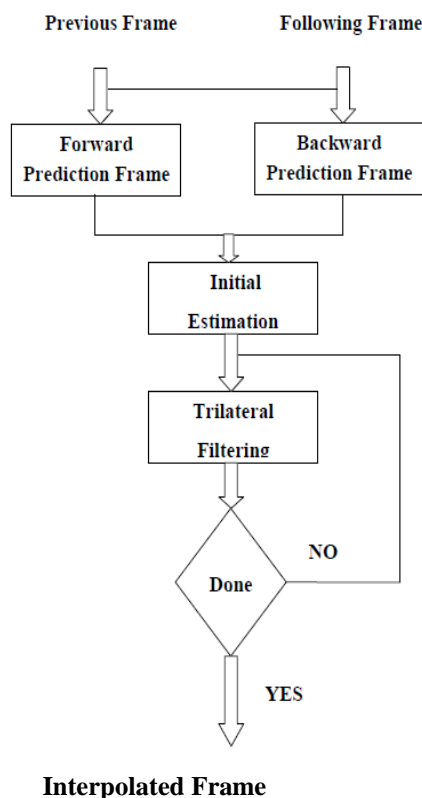 Previous Frame
Following Frame
Forward
Prediction Frame
Backward
Prediction Frame
Initial
Estimation
Trilateral
Filtering
NO
Done
YES
Interpolated Frame